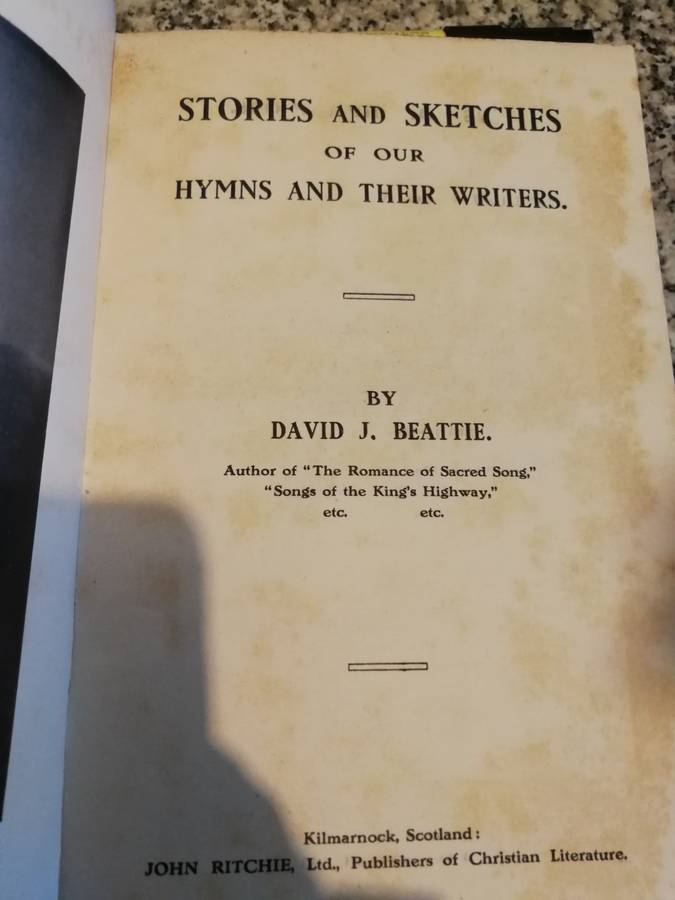 STORIES AND SKETCHES
OF OUR
HYMNS AND THEIR WRITERS.
BY
DAVID J. BEATTIE.
Author of "The Romance of Sacred Song,"
"Songs of the King's Highway,"
etc. etc.
Kilmarnock, Scotland:
JOHN RITCHIE, Ltd., Publishers of Christian Literature.